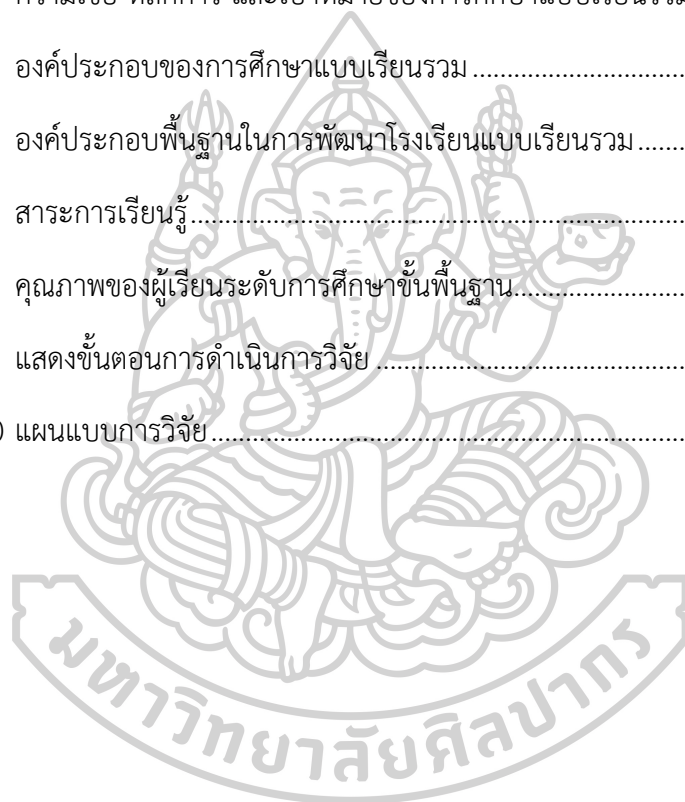 องค์ประกอบของการศึกษาแบบเรียนรวม
องค์ประกอบพื้นฐานในการพัฒนาโรงเรียนแบบเรียนรวม
สาระการเรียนรู้
คุณภาพของผู้เรียนระดับการศึกษาขั้นพื้นฐาน
แสดงขั้นตอนการดำเนินการวิจัย
) แผนแบบการวิจัย
มหาวิทยาลัยศิลปากร